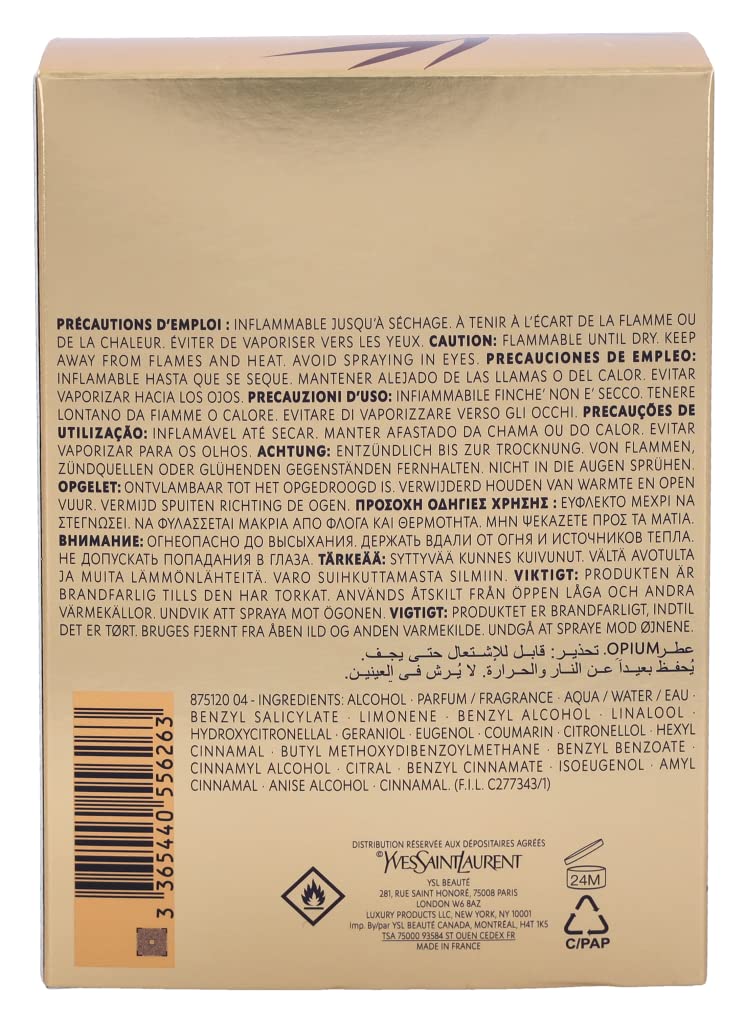 PRÉCAUTIONS D'EMPLOI : INFLAMMABLE JUSQU'À SÉCHAGE. À TENIR À L'ÉCART DE LA FLAMME OU
DE LA CHALEUR. ÉVITER DE VAPORISER VERS LES YEUX. CAUTION: FLAMMABLE UNTIL DRY. KEEP
AWAY FROM FLAMES AND HEAT. AVOID SPRAYING IN EYES. PRECAUCIONES DE EMPLEO:
INFLAMABLE HASTA QUE SE SEQUE. MANTENER ALEJADO DE LAS LLAMAS O DEL CALOR. EVITAR
VAPORIZAR HACIA LOS OJOS. PRECAUZIONI D'USO: INFIAMMABILE FINCHE' NON E' SECCO. TENERE
LONTANO DA FIAMME O CALORE. EVITARE DI VAPORIZZARE VERSO GLI OCCHI. PRECAUÇÕES DE
UTILIZAÇÃO: INFLAMÁVEL ATÉ SECAR. MANTER AFASTADO DA CHAMA OU DO CALOR. EVITAR
VAPORIZAR PARA OS OLHOS. ACHTUNG: ENTZÜNDLICH BIS ZUR TROCKNUNG. VON FLAMMEN,
ZÜNDQUELLEN ODER GLÜHENDEN GEGENSTÄNDEN FERNHALTEN. NICHT IN DIE AUGEN SPRÜHEN.
OPGELET: ONTVLAMBAAR TOT HET OPGEDROOGD IS. VERWIJDERD HOUDEN VAN WARMTE EN OPEN
VUUR. VERMIJD SPUITEN RICHTING DE OGEN. ΠΡΟΣΟΧΗ ΟΔΗΓΙΕΣ ΧΡΗΣΗΣ : ΕΥΦΛΕΚΤΟ ΜΕΧΡΙ ΝΑ
ΣΤΕΓΝΩΣΕΙ. ΝΑ ΦΥΛΑΣΣΕΤΑΙ ΜΑΚΡΙΑ ΑΠΟ ΦΛΟΓΑ ΚΑΙ ΘΕΡΜΟΤΗΤΑ. ΜΗΝ ΨΕΚΑΖΕΤΕ ΠΡΟΣ ΤΑ ΜΑΤΙΑ.
ВНИМАНИЕ: ОГНЕОПАСНО ДО ВЫСЫХАНИЯ. ДЕРЖАТЬ ВДАЛИ ОТ ОГНЯ И ИСТОЧНИКОВ ТЕПЛА.
НЕ ДОПУСКАТЬ ПОПАДАНИЯ В ГЛАЗА. TÄRKEÄÄ: SYTTYVÄÄ KUNNES KUIVUNUT. VÄLTÄ AVOTULTA
JA MUITA LÄMMÖNLÄHTEITÄ. VARO SUIHKUTTAMASTA SILMIIN. VIKTIGT: PRODUKTEN ÄR
BRANDFARLIG TILLS DEN HAR TORKAT. ANVÄNDS ÅTSKILT FRÅN ÖPPEN LÅGA OCH ANDRA
VÄRMEKÄLLOR. UNDVIK ATT SPRAYA MOT ÖGONEN. VIGTIGT: PRODUKTET ER BRANDFARLIGT, INDTIL
DET ER TØRT. BRUGES FJERNT FRA ÅBEN ILD OG ANDEN VARMEKILDE. UNDGÅ AT SPRAYE MOD ØJNENE.
عطر OPIUM. تحذير: قابل للإشتعال حتى يجف.
يُحفظ بعيداً عن النار والحرارة. لا يُرش في العينين.
875120 04 - INGREDIENTS: ALCOHOL · PARFUM / FRAGRANCE · AQUA / WATER / EAU ·
BENZYL SALICYLATE · LIMONENE · BENZYL ALCOHOL · LINALOOL ·
HYDROXYCITRONELLAL · GERANIOL · EUGENOL · COUMARIN · CITRONELLOL · HEXYL
CINNAMAL · BUTYL METHOXYDIBENZOYLMETHANE · BENZYL BENZOATE ·
CINNAMYL ALCOHOL · CITRAL · BENZYL CINNAMATE · ISOEUGENOL · AMYL
CINNAMAL · ANISE ALCOHOL · CINNAMAL. (F.I.L. C277343/1)
3 365440 556263
DISTRIBUTION RÉSERVÉE AUX DÉPOSITAIRES AGRÉÉS
©YVESSAINTLAURENT
YSL BEAUTÉ
281, RUE SAINT HONORÉ, 75008 PARIS
LONDON W6 8AZ
LUXURY PRODUCTS LLC, NEW YORK, NY 10001
Imp. By/par YSL BEAUTÉ CANADA, MONTRÉAL, H4T 1K5
TSA 75000 93584 ST OUEN CEDEX FR
MADE IN FRANCE
24M
C/PAP